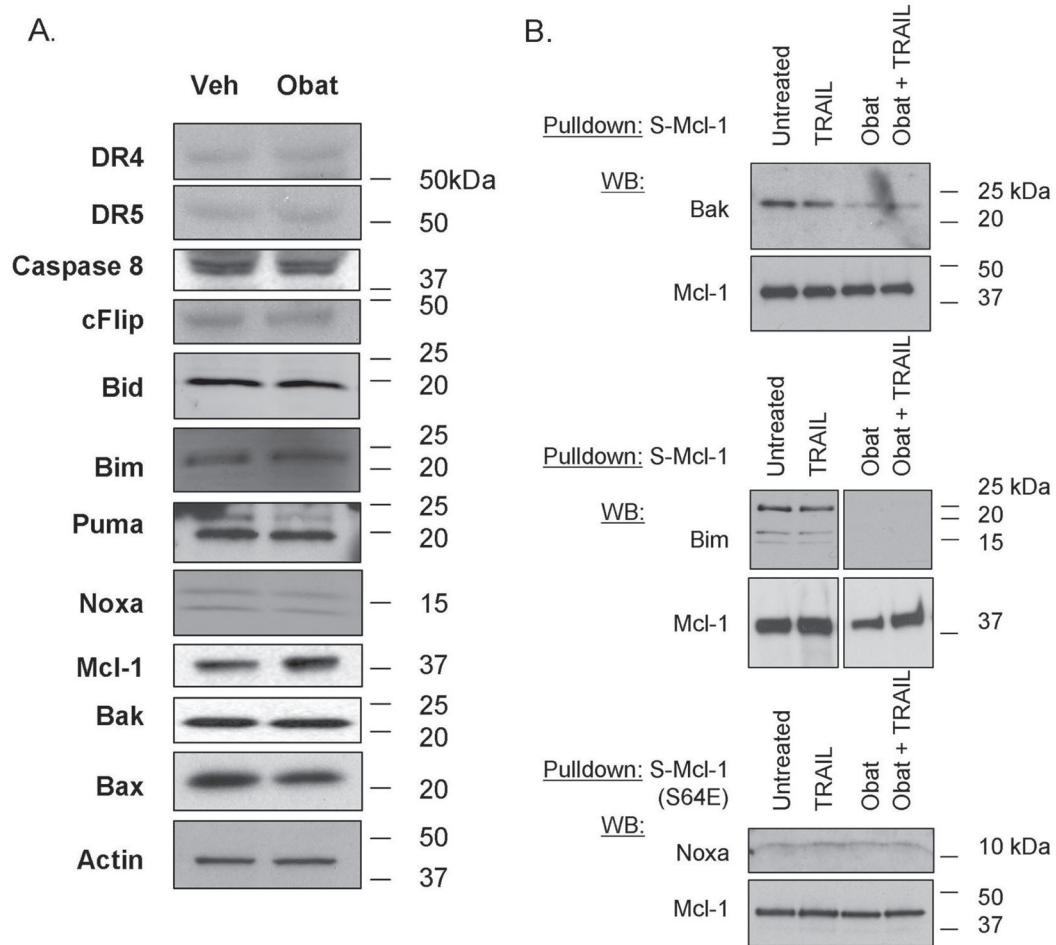 A.
Veh Obat
DR4
50kDa
DR5
50
Caspase 8
37
50
cFlip
25
Bid
20
25
Bim
20
25
Puma
20
Noxa
15
Mcl-1
37
Bak
25
20
Bax
20
50
Actin
37
B.
Untreated
TRAIL
Obat
Obat + TRAIL
Pulldown: S-Mcl-1
WB:
Bak
25 kDa
20
Mcl-1
50
37
Untreated
TRAIL
Obat
Obat + TRAIL
Pulldown: S-Mcl-1
WB:
Bim
25 kDa
20
15
Mcl-1
37
Untreated
TRAIL
Obat
Obat + TRAIL
Pulldown: S-Mcl-1
(S64E)
WB:
Noxa
10 kDa
Mcl-1
50
37